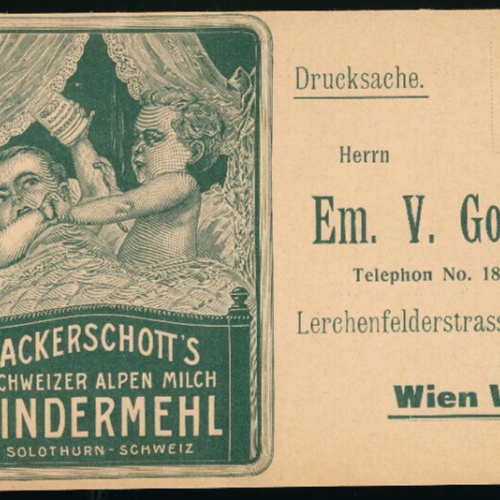 ACKERSCHOTT'S
CHWEIZER ALPEN MILCH
INDERMEHL
SOLOTHURN - SCHWEIZ
Drucksache.
Herrn
Em. V. Go
Telephon No. 18
Lerchenfelderstrass
Wien V